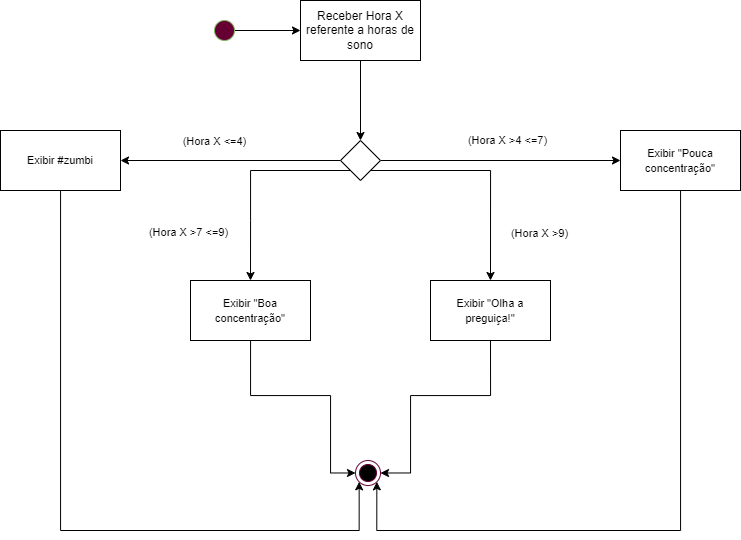 Receber Hora X
referente a horas de
sono
(Hora X <=4)
(Hora X >4 <=7)
Exibir #zumbi
Exibir "Pouca
concentração"
(Hora X >7 <=9)
(Hora X >9)
Exibir "Boa
concentração"
Exibir "Olha a
preguiça!"